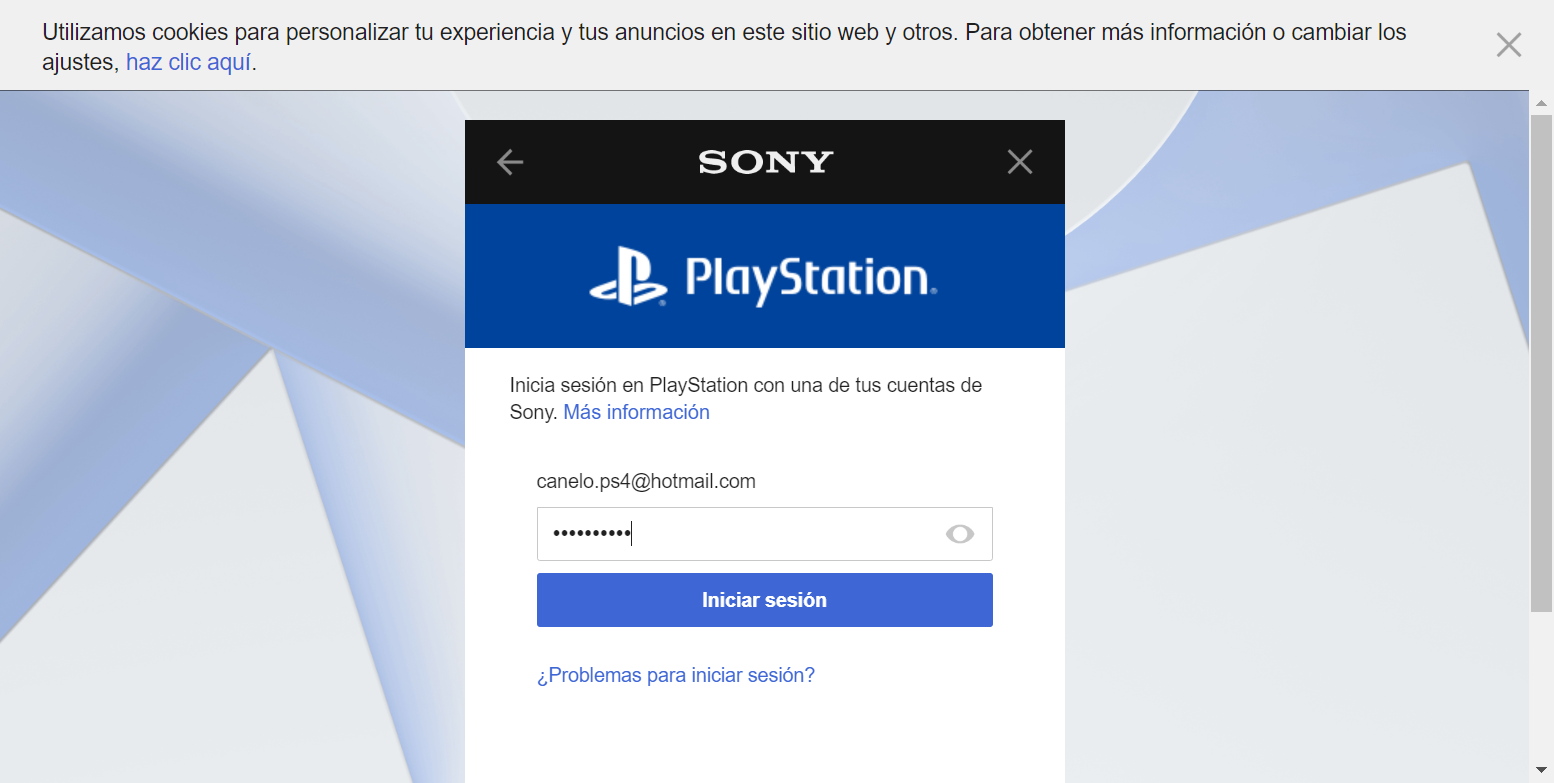 Utilizamos cookies para personalizar tu experiencia y tus anuncios en este sitio web y otros. Para obtener más información o cambiar los
ajustes, haz clic aquí.
SONY
PlayStation®
Inicia sesión en PlayStation con una de tus cuentas de
Sony. Más información
canelo.ps4@hotmail.com
••••••••••
Iniciar sesión
¿Problemas para iniciar sesión?